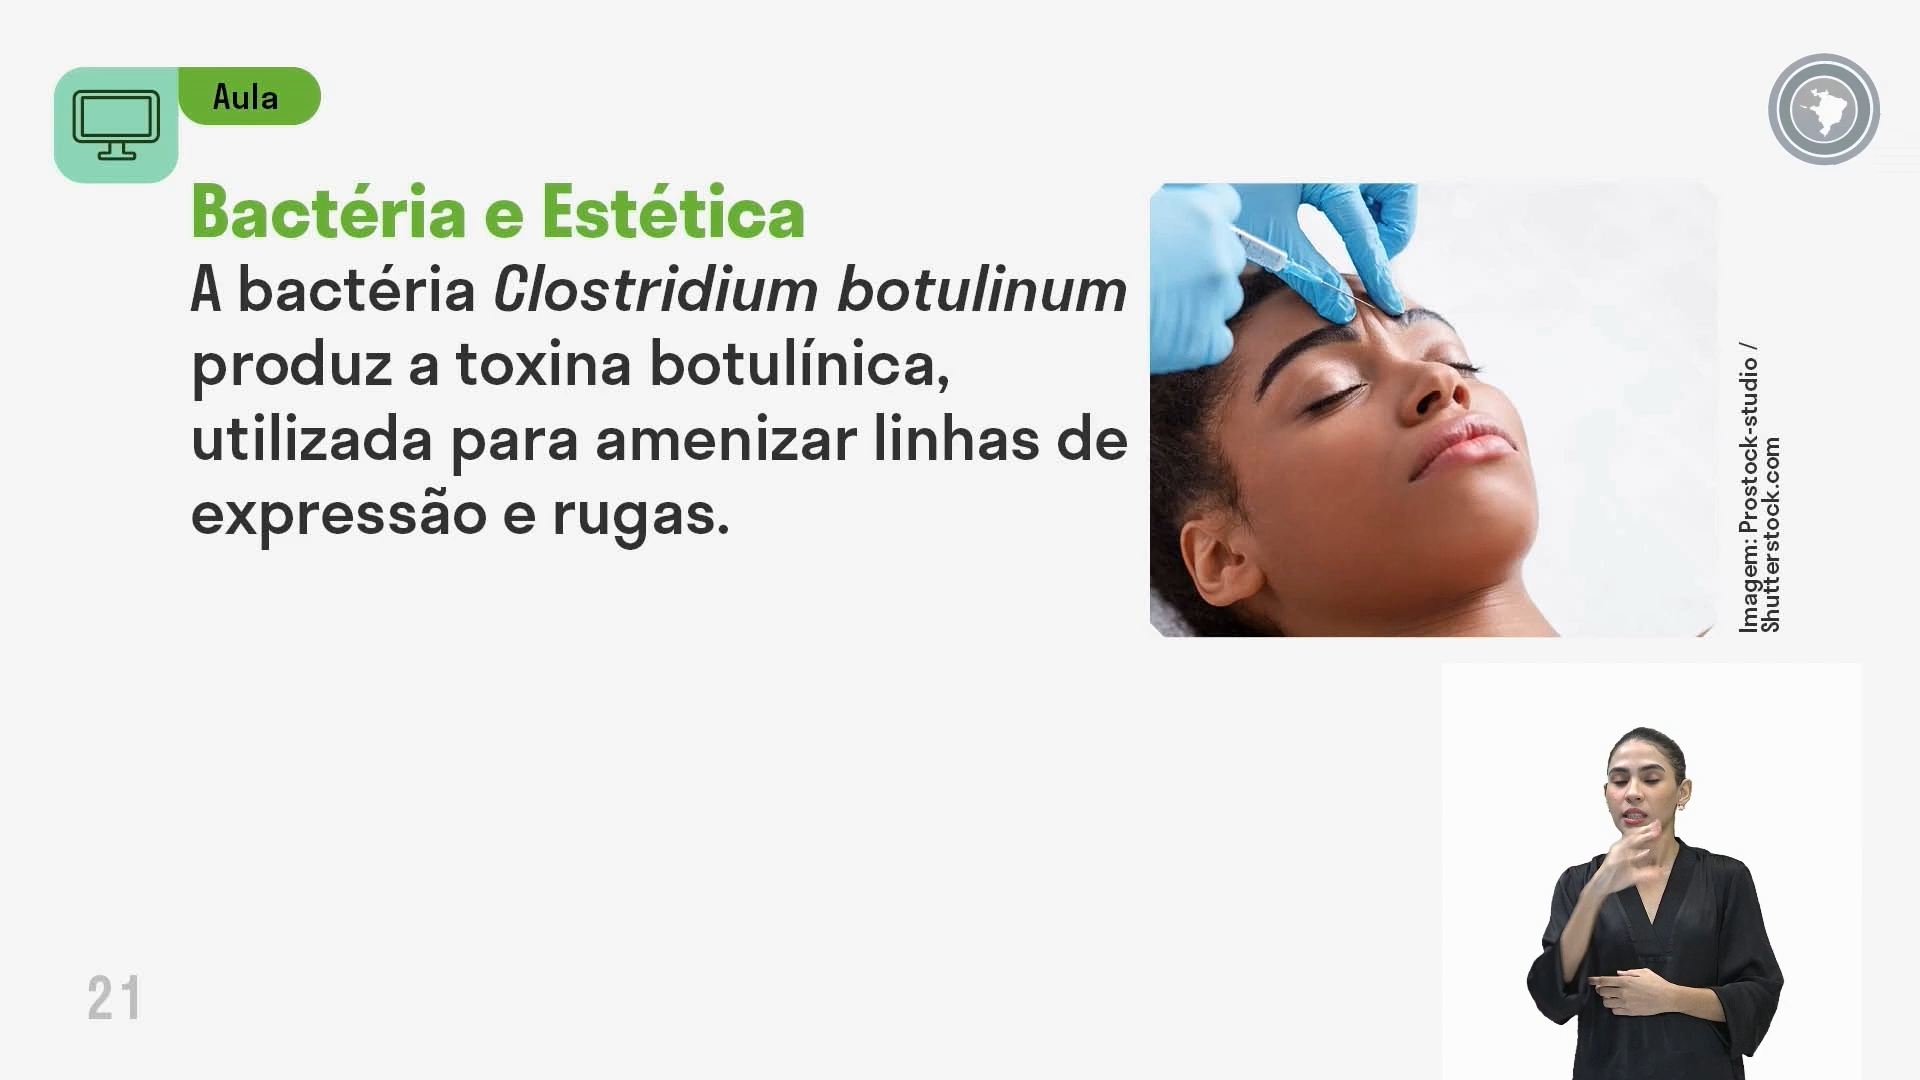 Aula
Bactéria e Estética
A bactéria Clostridium botulinum
produz a toxina botulínica,
utilizada para amenizar linhas de
expressão e rugas.
Imagem: Prostock-studio /
Shutterstock.com
21